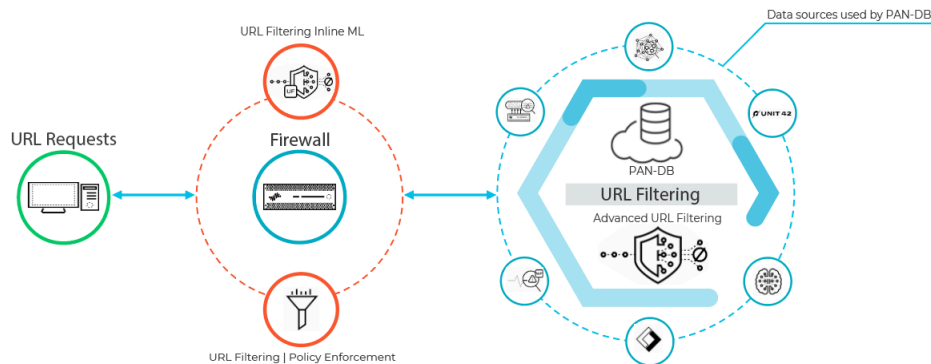 Data sources used by PAN-DB
URL Filtering Inline ML
UF
URL Requests
Firewall
UNIT 42
PAN-DB
URL Filtering
Advanced URL Filtering
URL Filtering | Policy Enforcement